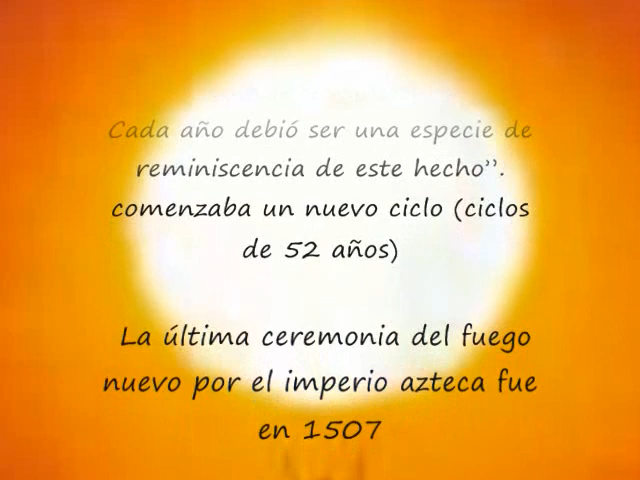 Cada año debió ser una especie de
reminiscencia de este hecho”.
comenzaba un nuevo ciclo (ciclos
de 52 años)
La última ceremonia del fuego
nuevo por el imperio azteca fue
en 1507